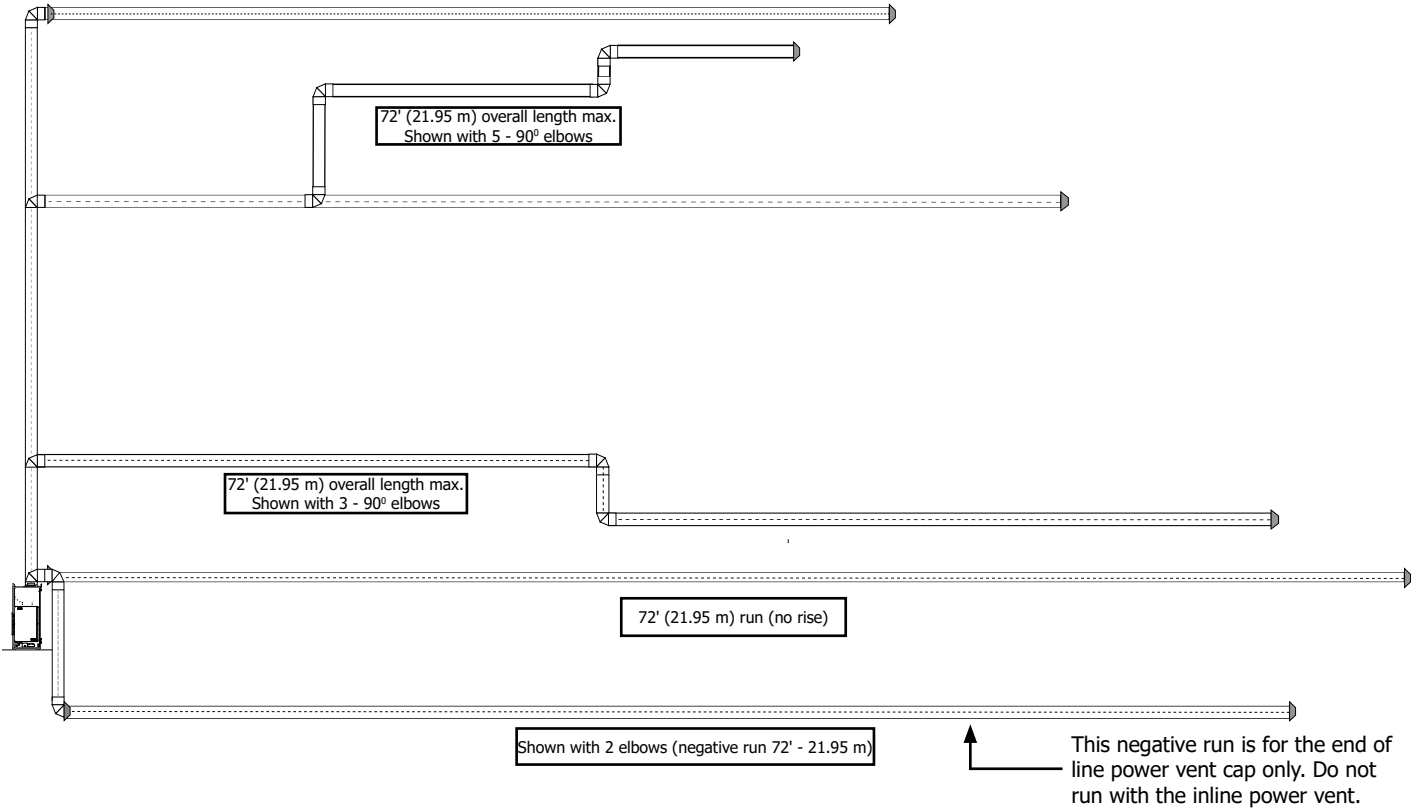 72' (21.95 m) overall length max.
Shown with 5 - 90⁰ elbows
72' (21.95 m) overall length max.
Shown with 3 - 90⁰ elbows
72' (21.95 m) run (no rise)
Shown with 2 elbows (negative run 72' - 21.95 m)
This negative run is for the end of
line power vent cap only. Do not
run with the inline power vent.